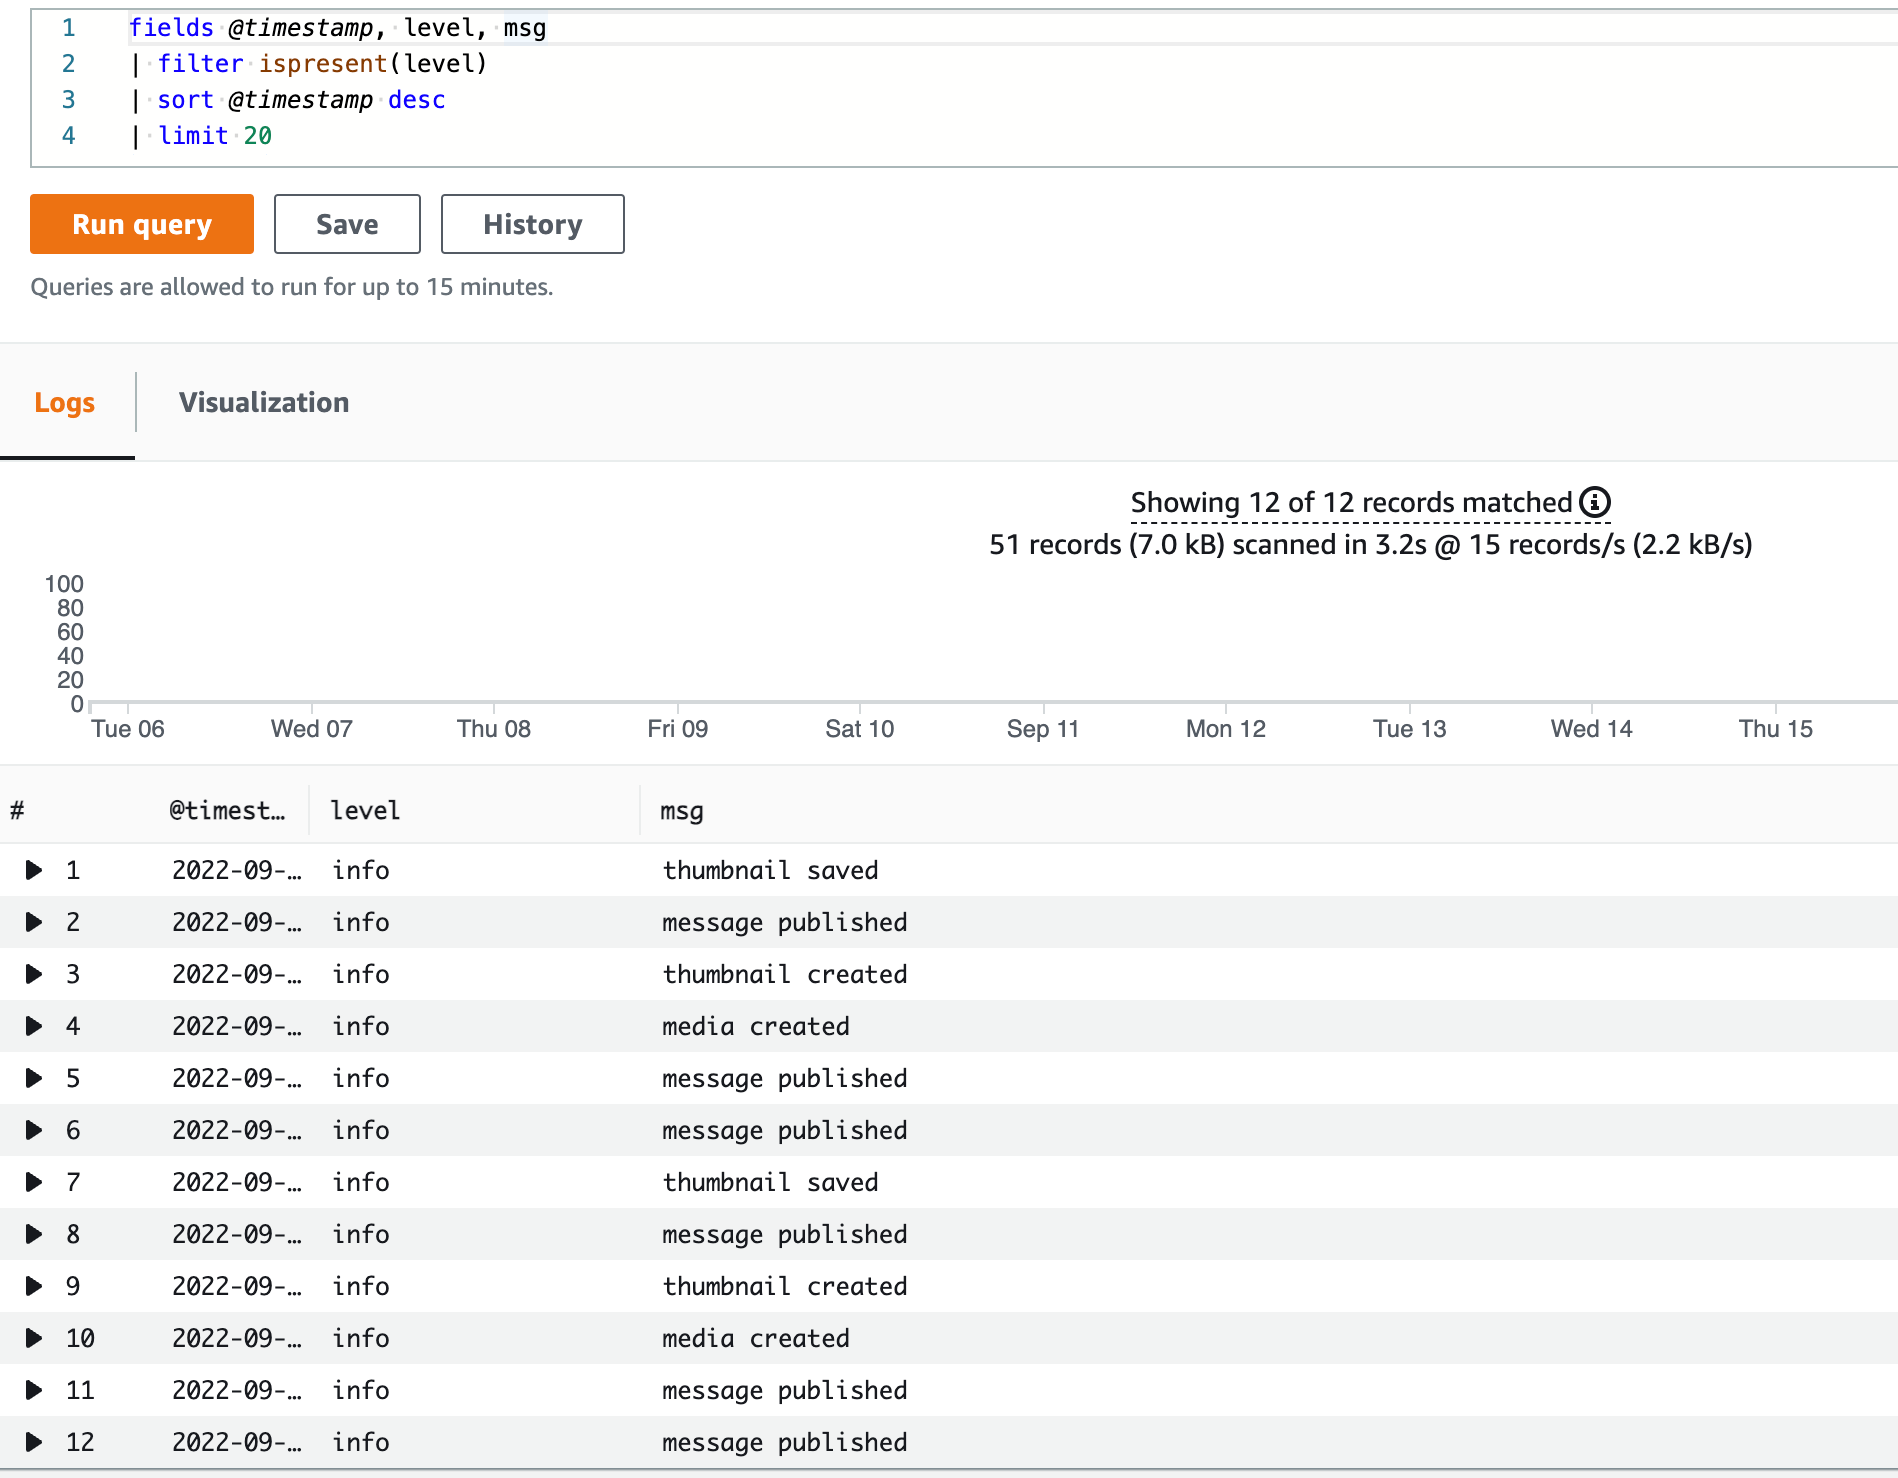 1 fields @timestamp, level, msg
2 | filter ispresent(level)
3 | sort @timestamp desc
4 | limit 20
Run query Save History
Queries are allowed to run for up to 15 minutes.
Logs Visualization
Showing 12 of 12 records matched
51 records (7.0 kB) scanned in 3.2s @ 15 records/s (2.2 kB/s)
100
80
60
40
20
0
Tue 06 Wed 07 Thu 08 Fri 09 Sat 10 Sep 11 Mon 12 Tue 13 Wed 14 Thu 15
# @timest… level msg
1 2022-09-… info thumbnail saved
2 2022-09-… info message published
3 2022-09-… info thumbnail created
4 2022-09-… info media created
5 2022-09-… info message published
6 2022-09-… info message published
7 2022-09-… info thumbnail saved
8 2022-09-… info message published
9 2022-09-… info thumbnail created
10 2022-09-… info media created
11 2022-09-… info message published
12 2022-09-… info message published